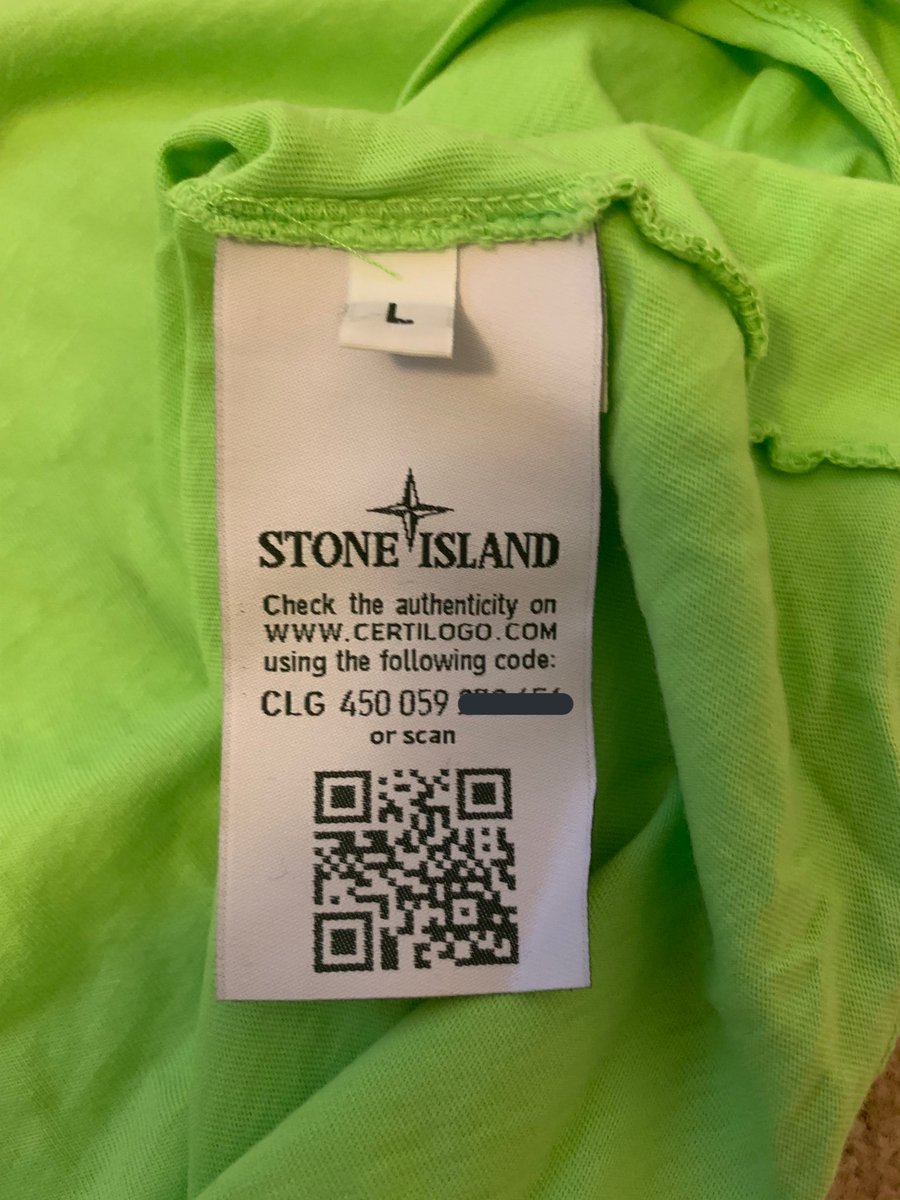 L
STONE ISLAND
Check the authenticity on
WWW.CERTILOGO.COM
using the following code:
CLG 450 059
or scan